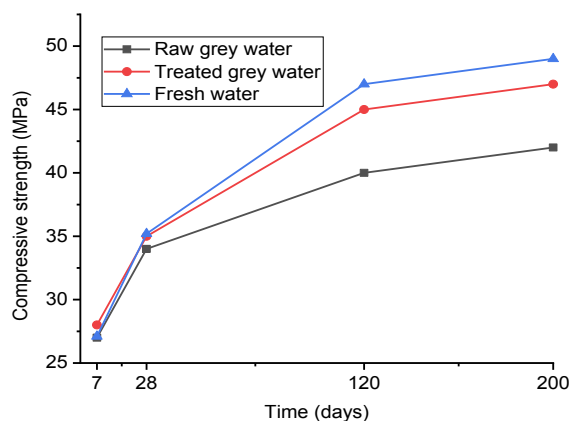 Raw grey water
Treated grey water
Fresh water
Compressive strength (MPa)
50
45
40
35
30
25
7
28
120
200
Time (days)